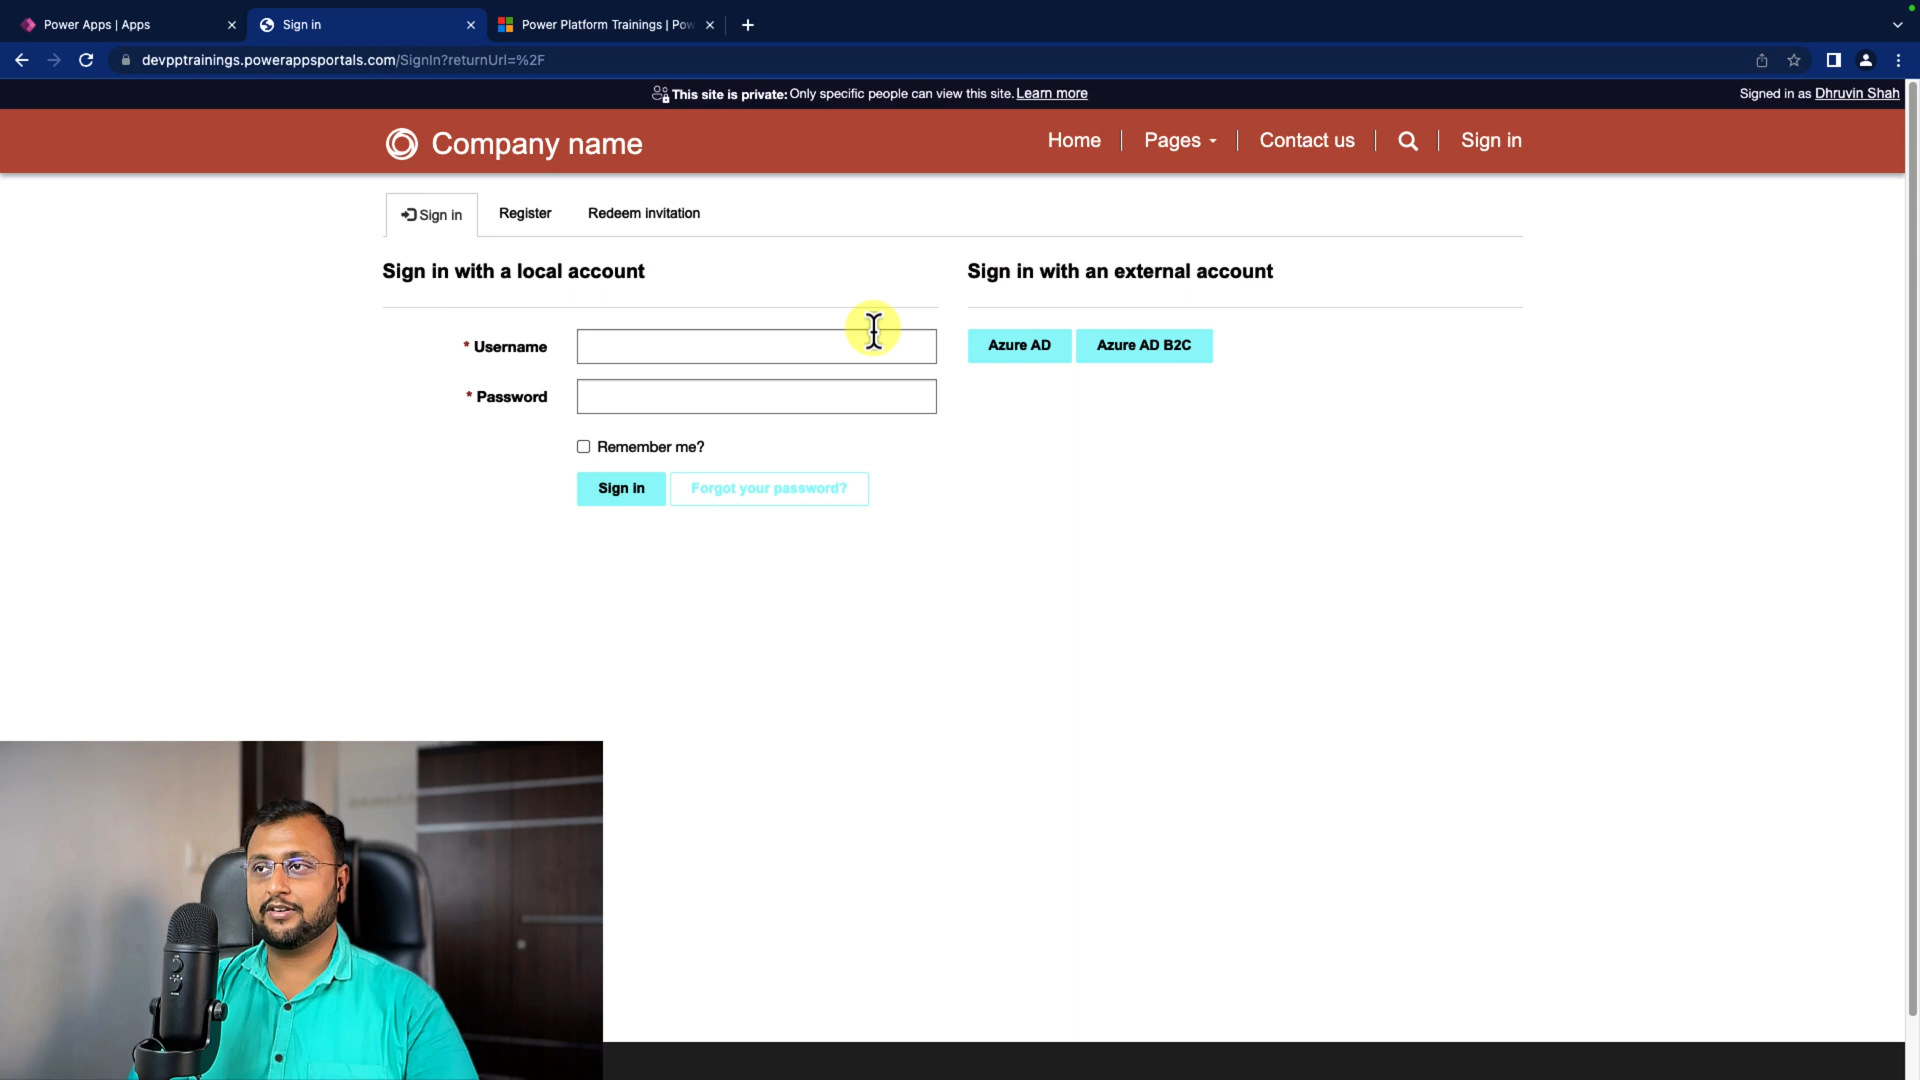 Power Apps | Apps
Sign in
Power Platform Trainings | Pow
devpptrainings.powerappsportals.com/SignIn?returnUrl=%2F
This site is private: Only specific people can view this site. Learn more
Signed in as Dhruvin Shah
Company name
Home
Pages
Contact us
Sign in
Sign in
Register
Redeem invitation
Sign in with a local account
Sign in with an external account
* Username
Azure AD
Azure AD B2C
* Password
Remember me?
Sign in
Forgot your password?